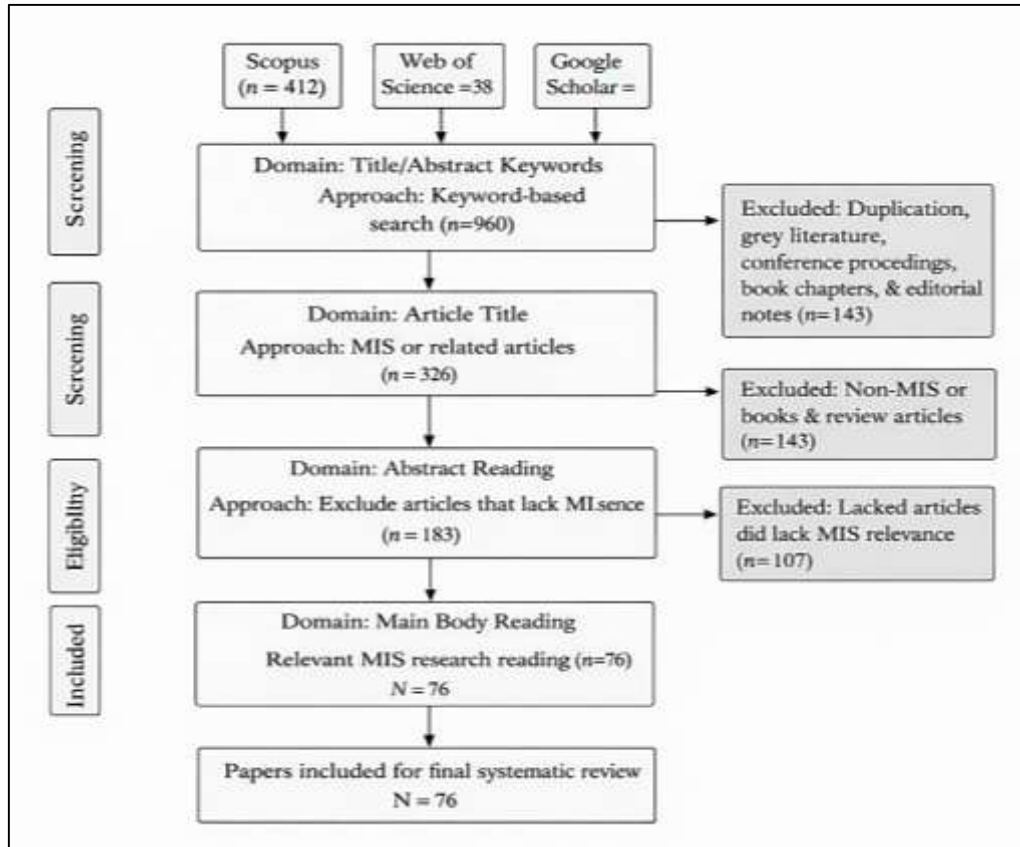 Scopus
(n = 412)
Web of
Science =38
Google
Scholar =
Screening
Domain: Title/Abstract Keywords
Approach: Keyword-based
search (n=960)
Excluded: Duplication,
grey literature,
conference procedings,
book chapters, & editorial
notes (n=143)
Screening
Domain: Article Title
Approach: MIS or related articles
(n = 326)
Excluded: Non-MIS or
books & review articles
(n=143)
Eligibility
Domain: Abstract Reading
Approach: Exclude articles that lack MI.sence
(n = 183)
Excluded: Lacked articles
did lack MIS relevance
(n= 107)
Included
Domain: Main Body Reading
Relevant MIS research reading (n=76)
N = 76
Papers included for final systematic review
N = 76